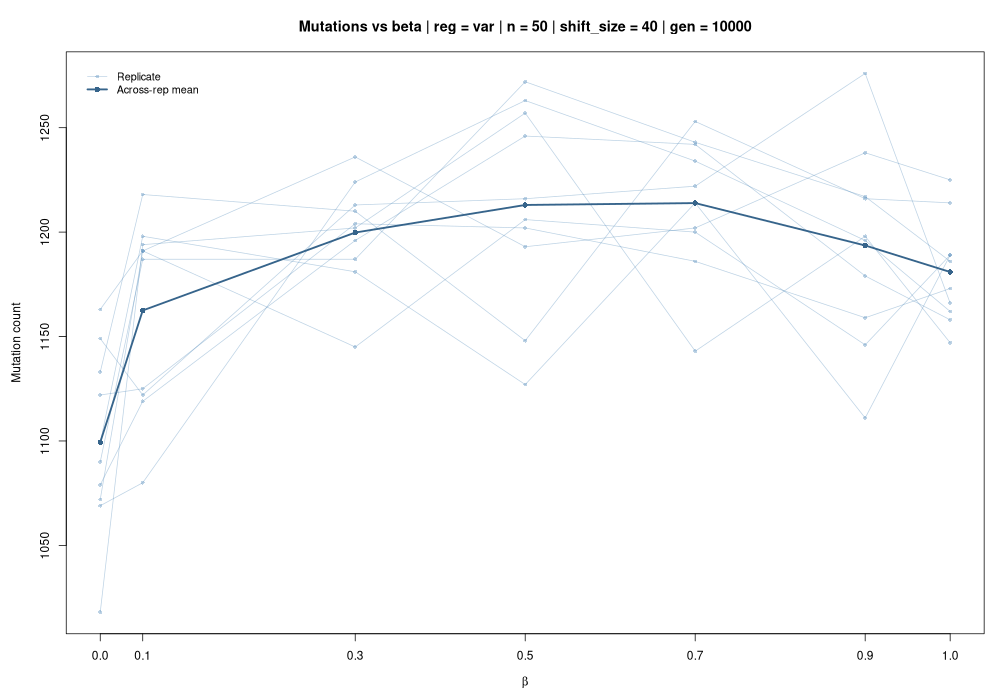 Mutations vs beta | reg = var | n = 50 | shift_size = 40 | gen = 10000
Replicate
Across-rep mean
Mutation count
1250
1200
1150
1100
1050
0.0 0.1 0.3 0.5 0.7 0.9 1.0
β